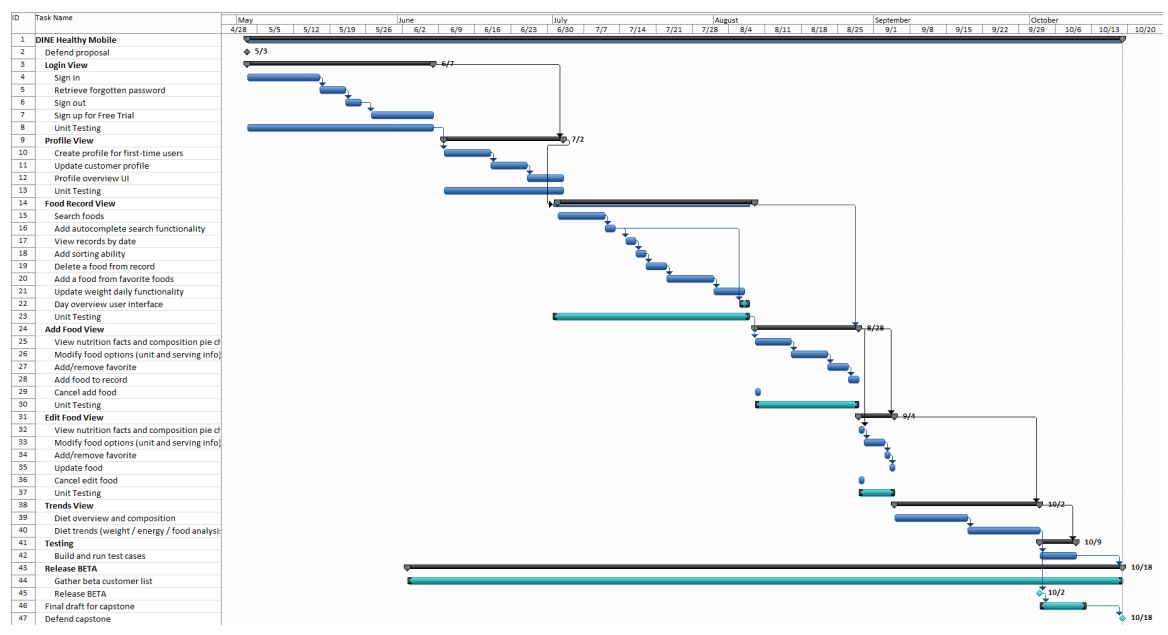 ID Task Name May June July August September October
4/28 5/5 5/12 5/19 5/26 6/2 6/9 6/16 6/23 6/30 7/7 7/14 7/21 7/28 8/4 8/11 8/18 8/25 9/1 9/8 9/15 9/22 9/29 10/6 10/13 10/20
1 DINE Healthy Mobile
2 Defend proposal 5/3
3 Login View 6/7
4 Sign in
5 Retrieve forgotten password
6 Sign out
7 Sign up for Free Trial
8 Unit Testing
9 Profile View 7/2
10 Create profile for first-time users
11 Update customer profile
12 Profile overview UI
13 Unit Testing
14 Food Record View
15 Search foods
16 Add autocomplete search functionality
17 View records by date
18 Add sorting ability
19 Delete a food from record
20 Add a food from favorite foods
21 Update weight daily functionality
22 Day overview user interface
23 Unit Testing
24 Add Food View 8/28
25 View nutrition facts and composition pie ch
26 Modify food options (unit and serving info)
27 Add/remove favorite
28 Add food to record
29 Cancel add food
30 Unit Testing
31 Edit Food View 9/4
32 View nutrition facts and composition pie ch
33 Modify food options (unit and serving info)
34 Add/remove favorite
35 Update food
36 Cancel edit food
37 Unit Testing
38 Trends View 10/2
39 Diet overview and composition
40 Diet trends (weight / energy / food analysis
41 Testing 10/9
42 Build and run test cases
43 Release BETA 10/18
44 Gather beta customer list
45 Release BETA 10/2
46 Final draft for capstone
47 Defend capstone 10/18